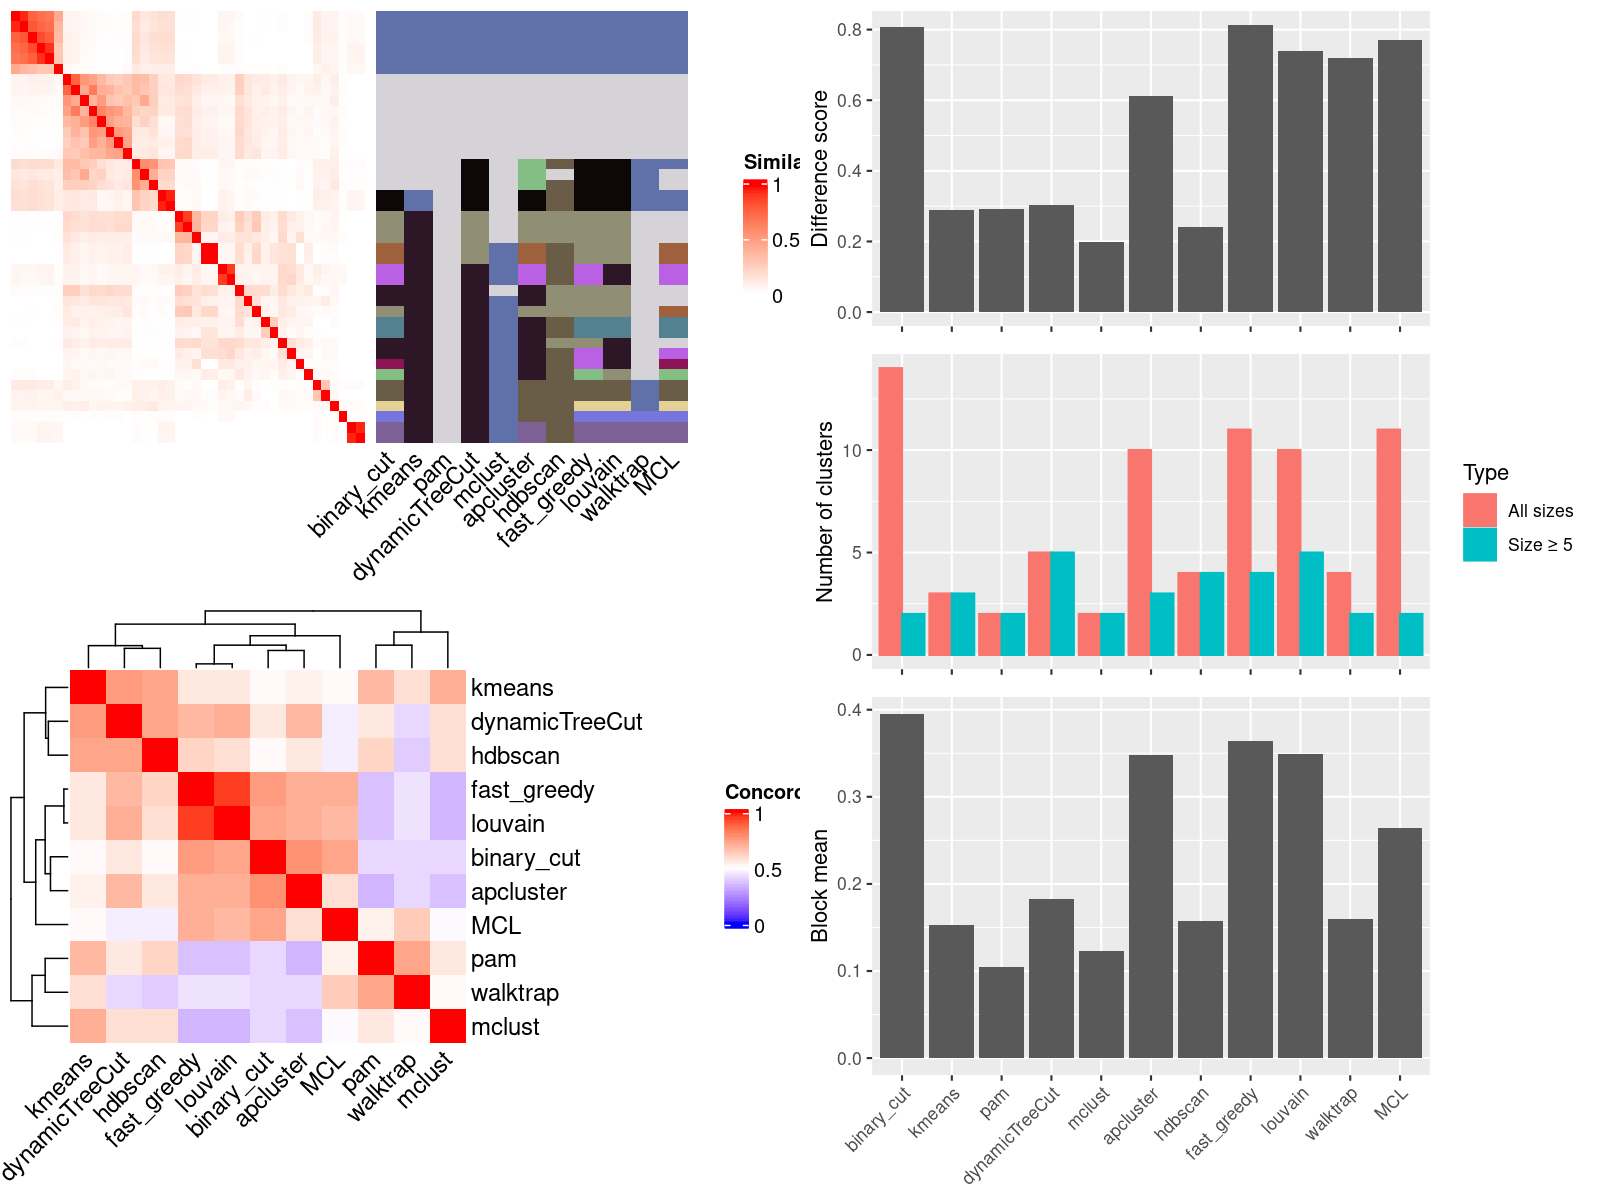 Simila
1
0.5
0
binary_cut
kmeans
pam
dynamicTreeCut
mclust
apcluster
hdbscan
fast_greedy
louvain
walktrap
MCL
kmeans
dynamicTreeCut
hdbscan
fast_greedy
louvain
binary_cut
apcluster
MCL
pam
walktrap
mclust
kmeans
dynamicTreeCut
hdbscan
fast_greedy
louvain
binary_cut
apcluster
MCL
pam
walktrap
mclust
Concord
1
0.5
0
Difference score
0.8
0.6
0.4
0.2
0.0
Number of clusters
10
5
0
Type
All sizes
Size ≥ 5
Block mean
0.4
0.3
0.2
0.1
0.0
binary_cut
kmeans
pam
dynamicTreeCut
mclust
apcluster
hdbscan
fast_greedy
louvain
walktrap
MCL